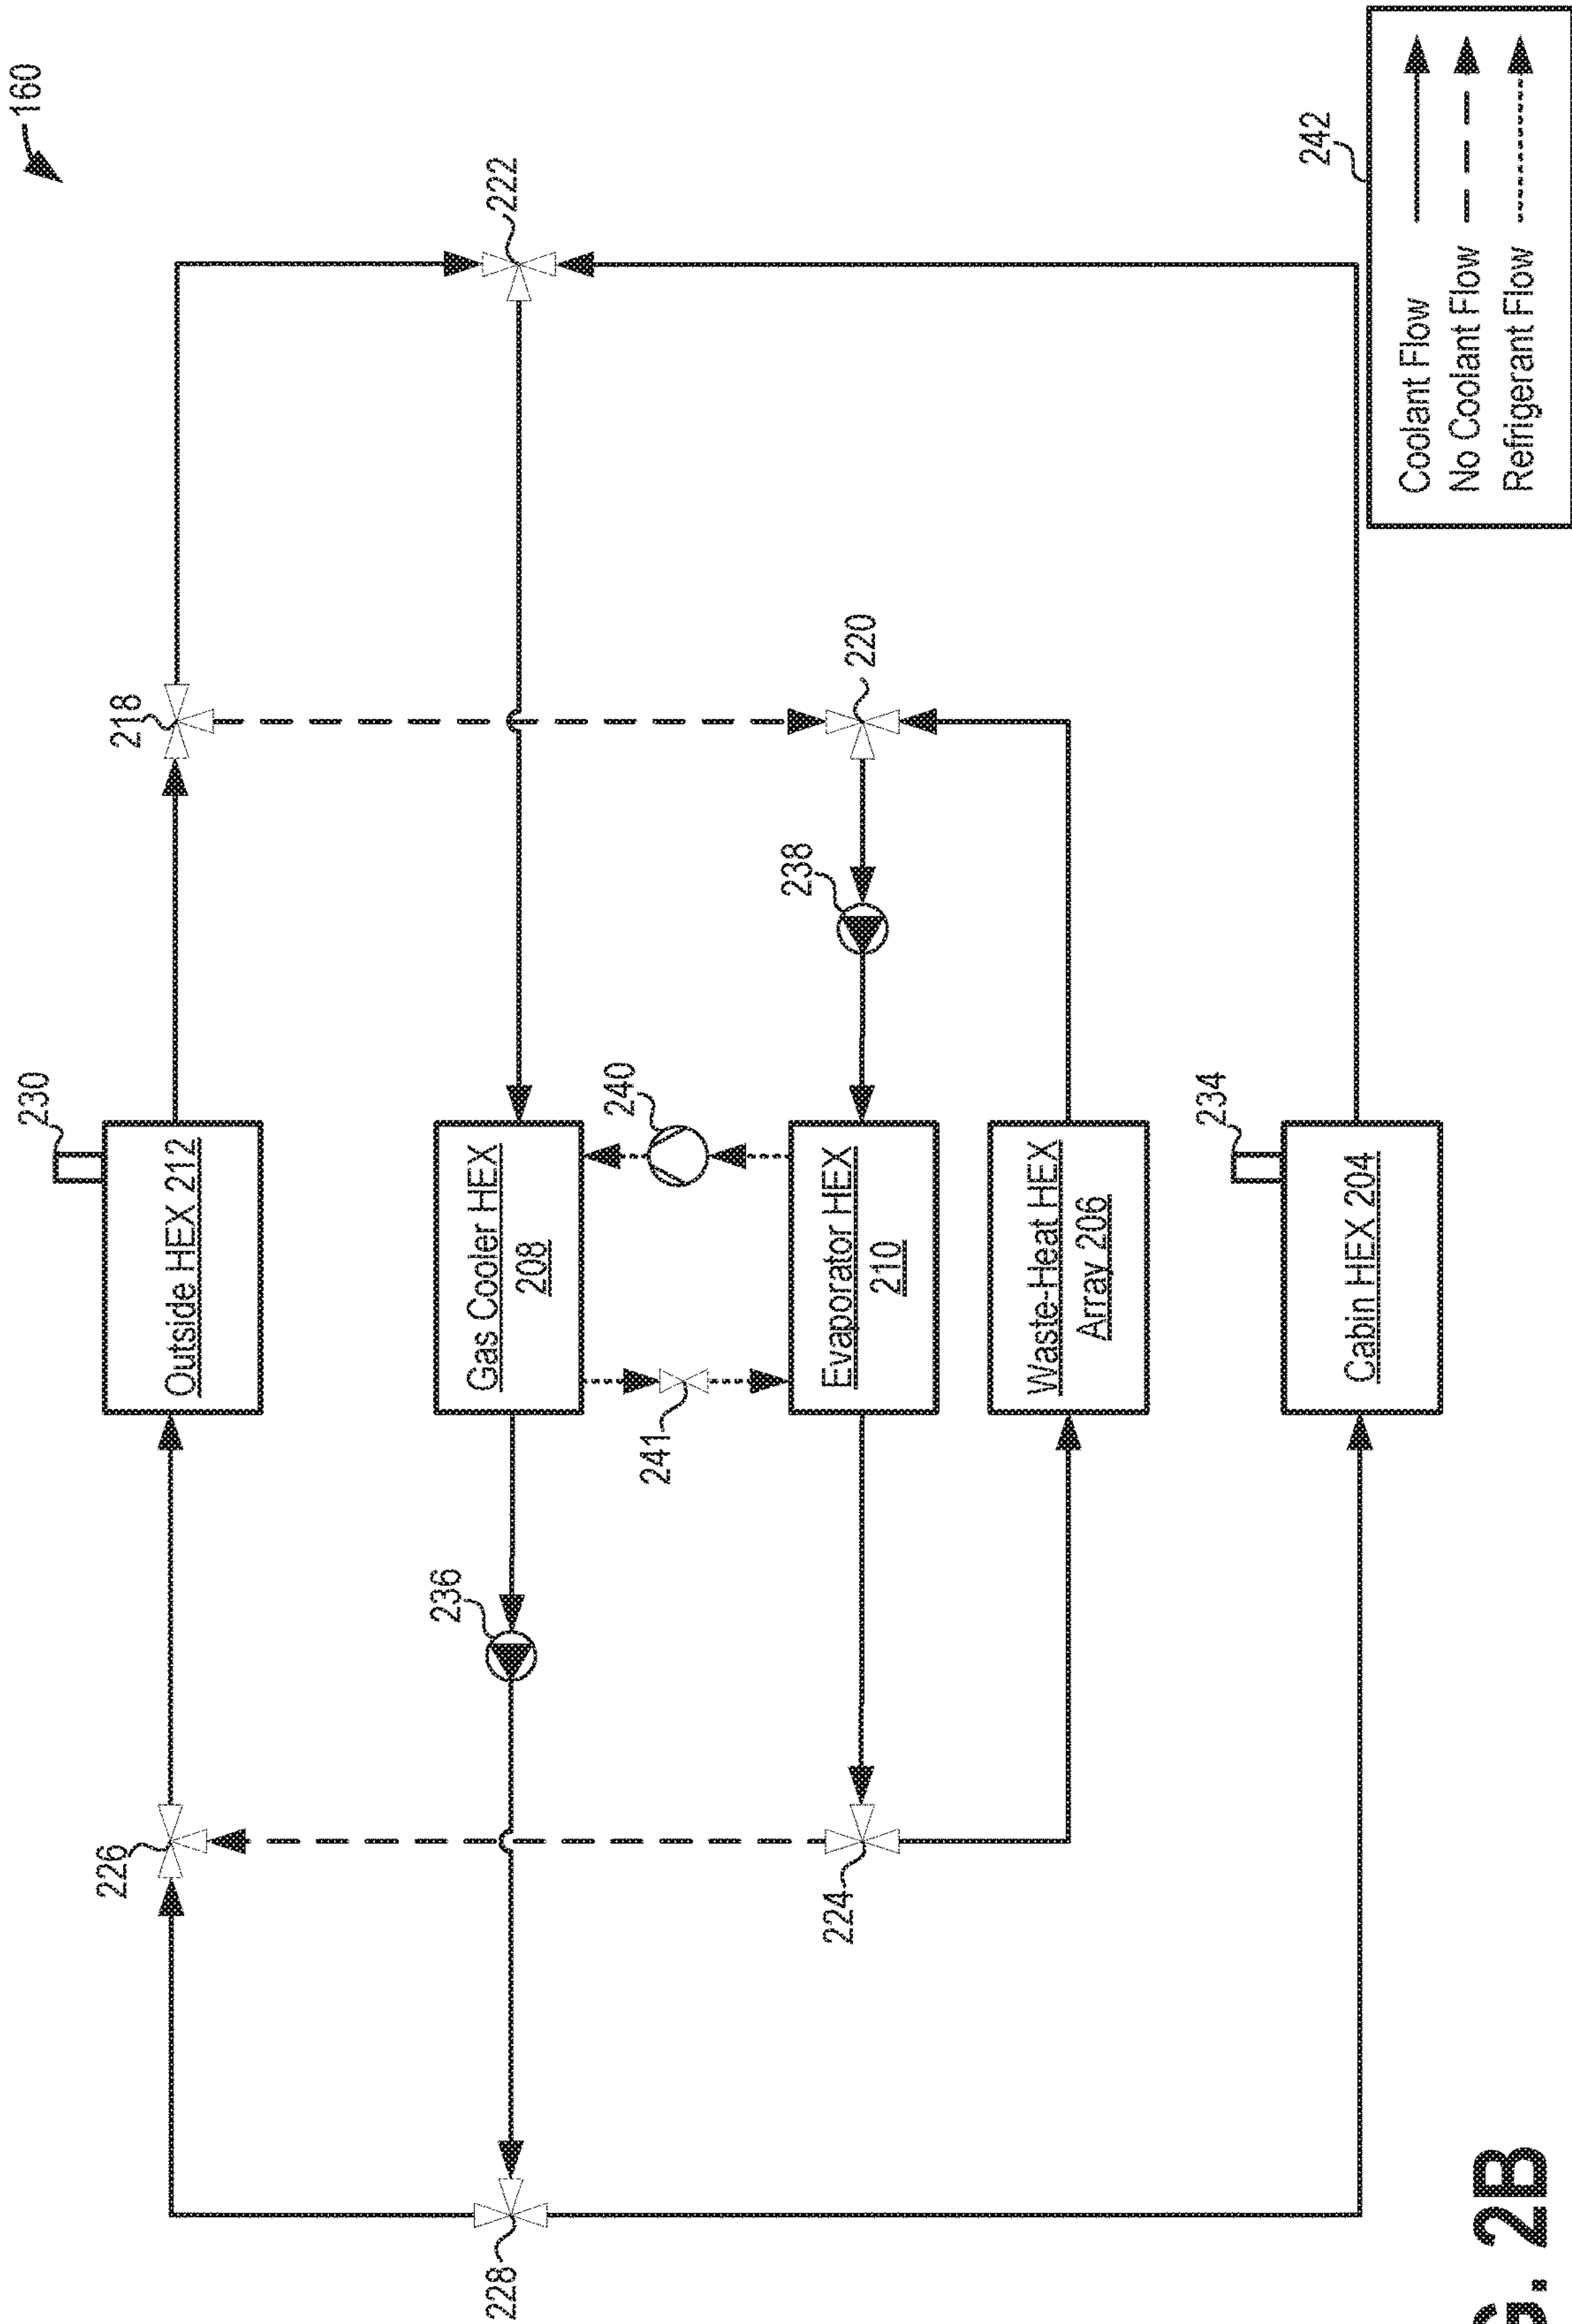 160
230
Outside HEX 212
218
226
222
Gas Cooler HEX
208
236
240
241
228
Evaporator HEX
210
238
220
224
Waste-Heat HEX
Array 206
234
Cabin HEX 204
242
Coolant Flow
No Coolant Flow
Refrigerant Flow
G. 2B